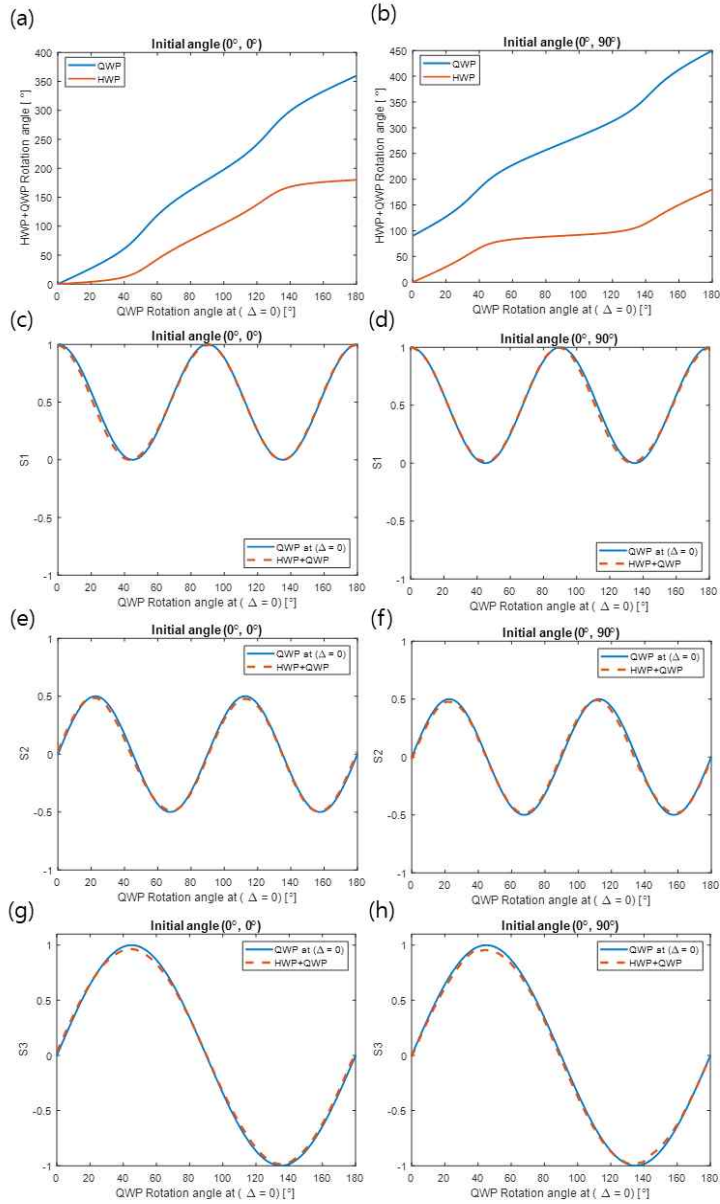 (a)
Initial angle (0°, 0°)
HWP+QWP Rotation angle [°]
400
350
300
250
200
150
100
50
0
QWP
HWP
0 20 40 60 80 100 120 140 160 180
QWP Rotation angle at ( Δ = 0) [°]
(b)
Initial angle (0°, 90°)
HWP+QWP Rotation angle [°]
450
400
350
300
250
200
150
100
50
0
QWP
HWP
0 20 40 60 80 100 120 140 160 180
QWP Rotation angle at ( Δ = 0) [°]
(c)
Initial angle (0°, 0°)
S1
1
0.5
0
-0.5
-1
QWP at (Δ = 0)
HWP+QWP
0 20 40 60 80 100 120 140 160 180
QWP Rotation angle at ( Δ = 0) [°]
(d)
Initial angle (0°, 90°)
S1
1
0.5
0
-0.5
-1
QWP at (Δ = 0)
HWP+QWP
0 20 40 60 80 100 120 140 160 180
QWP Rotation angle at ( Δ = 0) [°]
(e)
Initial angle (0°, 0°)
S2
1
0.5
0
-0.5
-1
QWP at (Δ = 0)
HWP+QWP
0 20 40 60 80 100 120 140 160 180
QWP Rotation angle at ( Δ = 0) [°]
(f)
Initial angle (0°, 90°)
S2
1
0.5
0
-0.5
-1
QWP at (Δ = 0)
HWP+QWP
0 20 40 60 80 100 120 140 160 180
QWP Rotation angle at ( Δ = 0) [°]
(g)
Initial angle (0°, 0°)
S3
1
0.5
0
-0.5
-1
QWP at (Δ = 0)
HWP+QWP
0 20 40 60 80 100 120 140 160 180
QWP Rotation angle at ( Δ = 0) [°]
(h)
Initial angle (0°, 90°)
S3
1
0.5
0
-0.5
-1
QWP at (Δ = 0)
HWP+QWP
0 20 40 60 80 100 120 140 160 180
QWP Rotation angle at ( Δ = 0) [°]